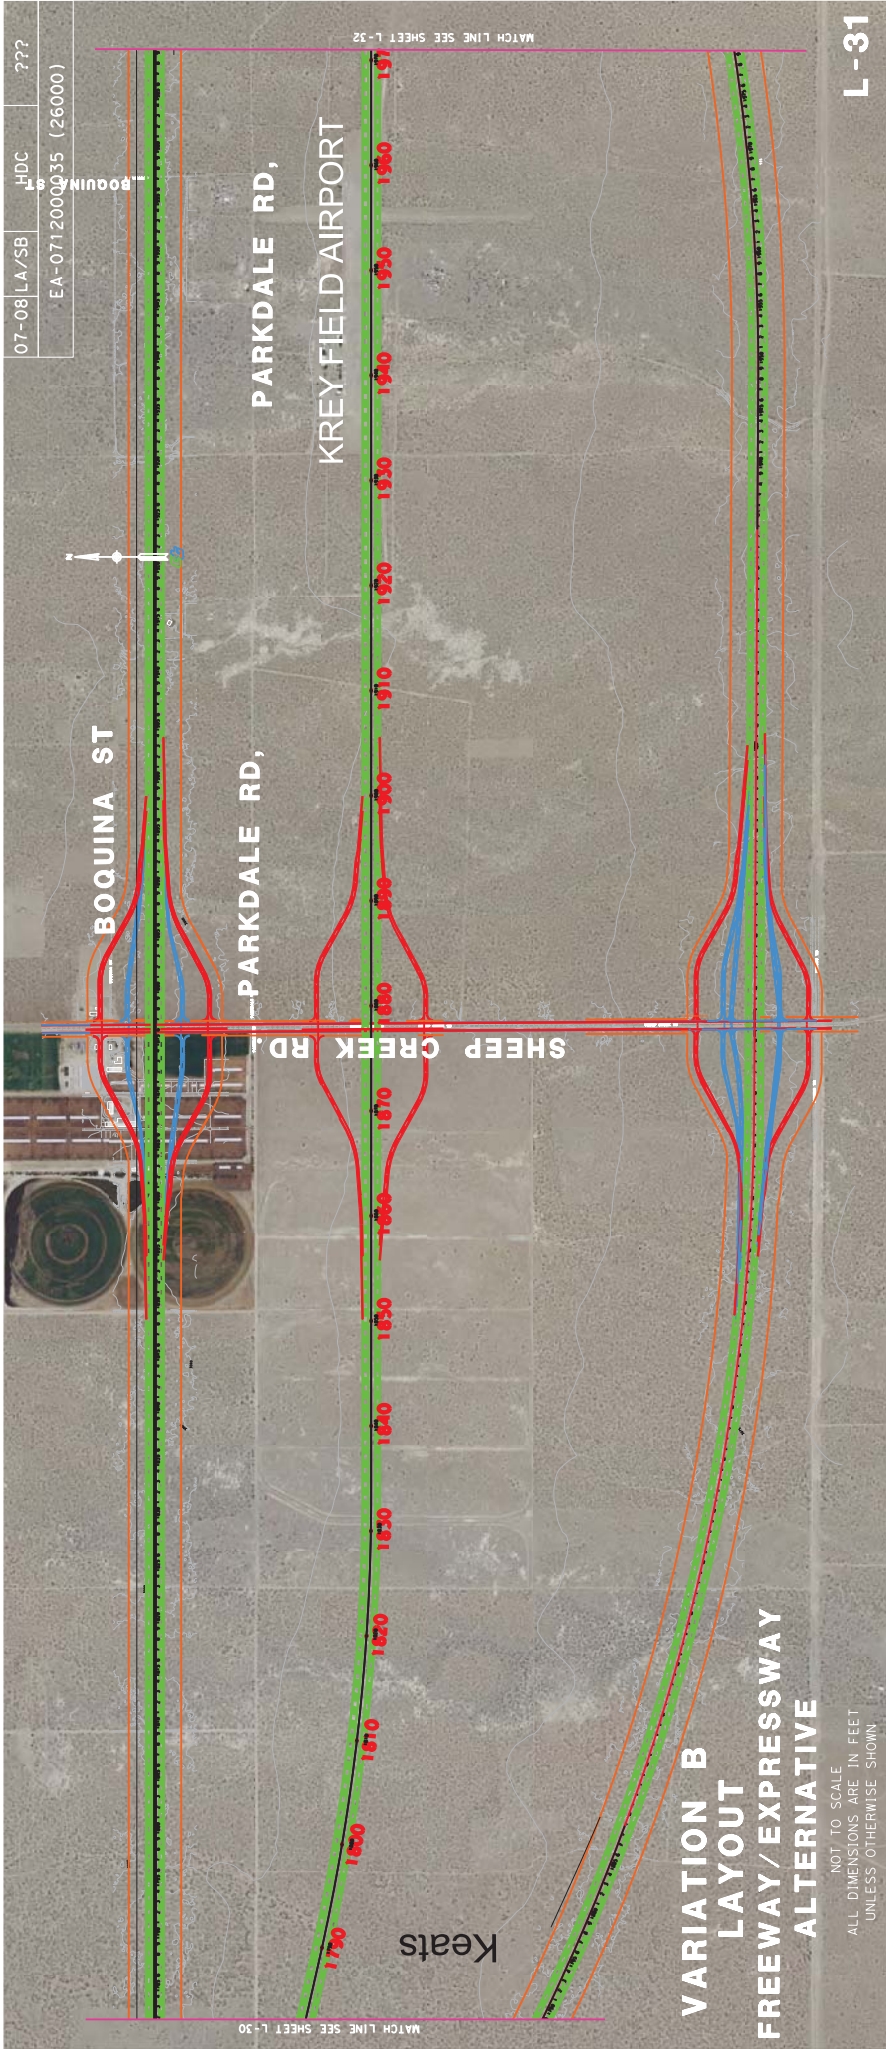 07-08 LA/SB HDC ???
EA-0712000035 (26000)
BOQUINA ST
MATCH LINE SEE SHEET L-32
L-31
PARKDALE RD,
KREY FIELD AIRPORT
N
BOQUINA ST
PARKDALE RD,
SHEEP CREEK RD.
197
1960
1950
1940
1930
1920
1910
1900
1890
1880
1870
1860
1850
1840
1830
1820
1810
1800
1790
Keats
MATCH LINE SEE SHEET L-30
VARIATION B
LAYOUT
FREEWAY/EXPRESSWAY
ALTERNATIVE
NOT TO SCALE
ALL DIMENSIONS ARE IN FEET
UNLESS OTHERWISE SHOWN